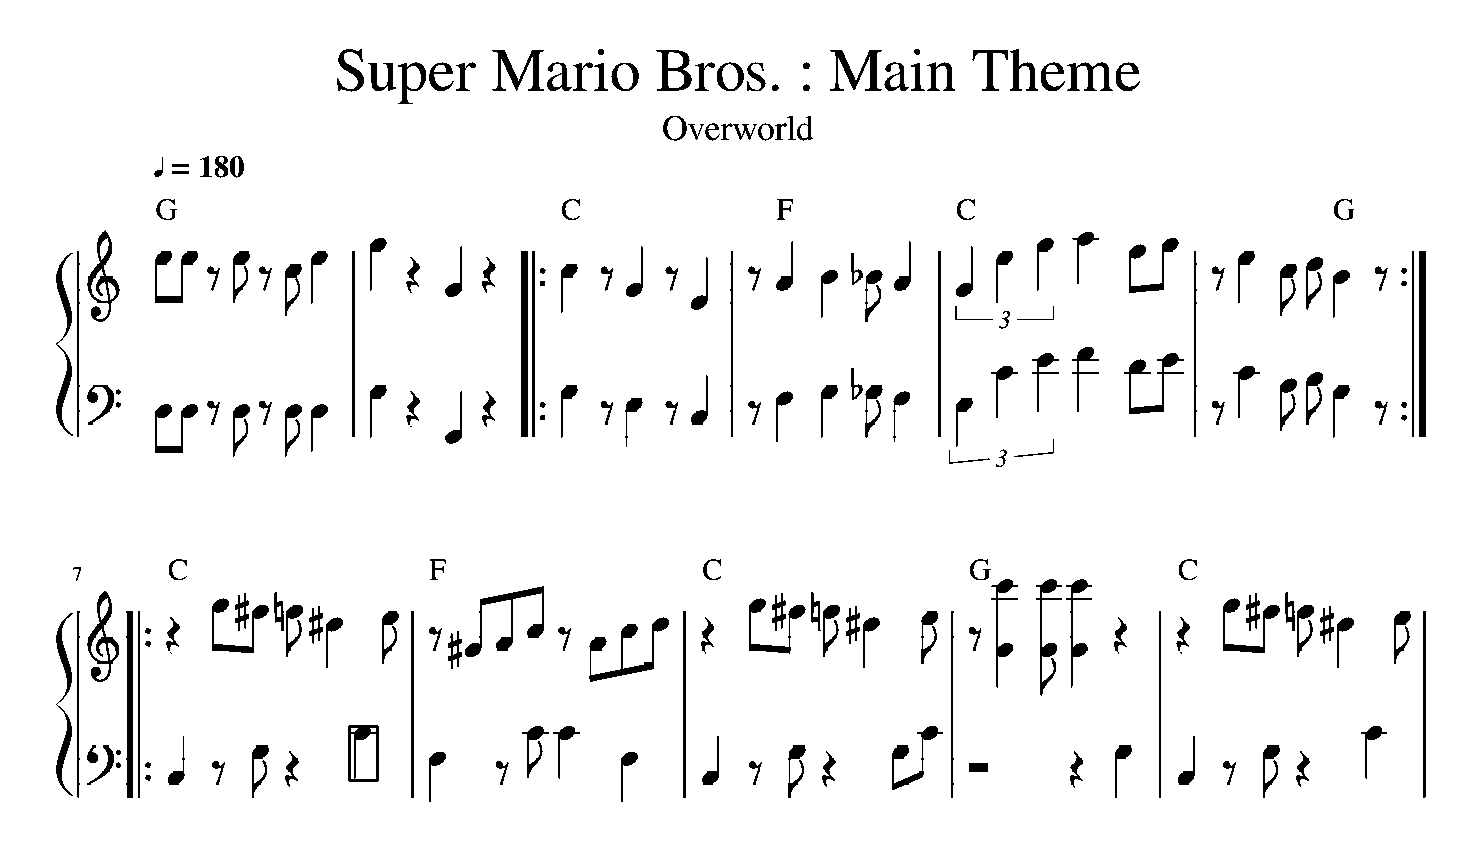 Super Mario Bros. : Main Theme
Overworld
♩ = 180
G C F C G
3
3
7 C F C G C